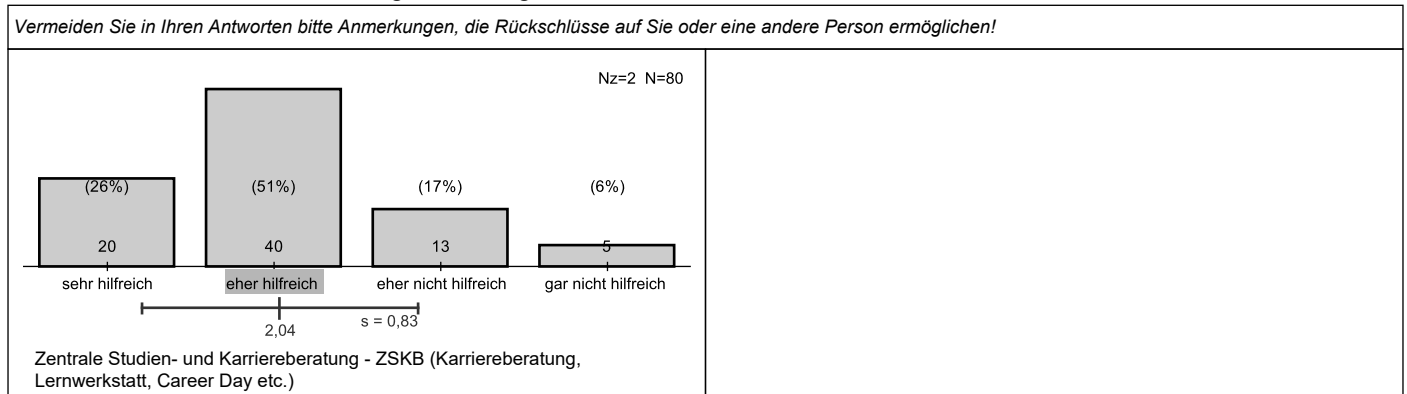 Vermeiden Sie in Ihren Antworten bitte Anmerkungen, die Rückschlüsse auf Sie oder eine andere Person ermöglichen!
Nz=2 N=80
(26%) (51%) (17%) (6%)
20 40 13 5
sehr hilfreich eher hilfreich eher nicht hilfreich gar nicht hilfreich
2,04 s = 0,83
Zentrale Studien- und Karriereberatung - ZSKB (Karriereberatung,
Lernwerkstatt, Career Day etc.)